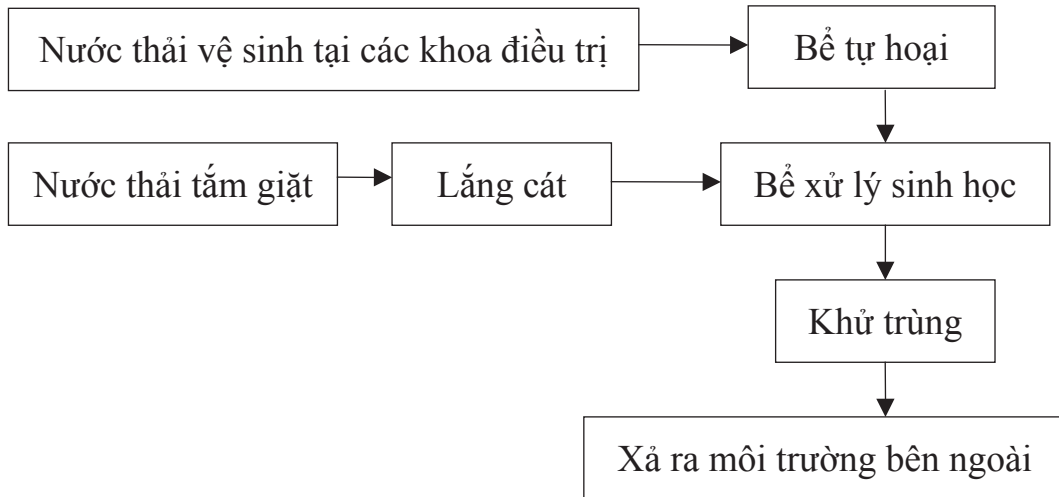 Nước thải vệ sinh tại các khoa điều trị
Bể tự hoại
Nước thải tắm giặt
Lắng cát
Bể xử lý sinh học
Khử trùng
Xả ra môi trường bên ngoài